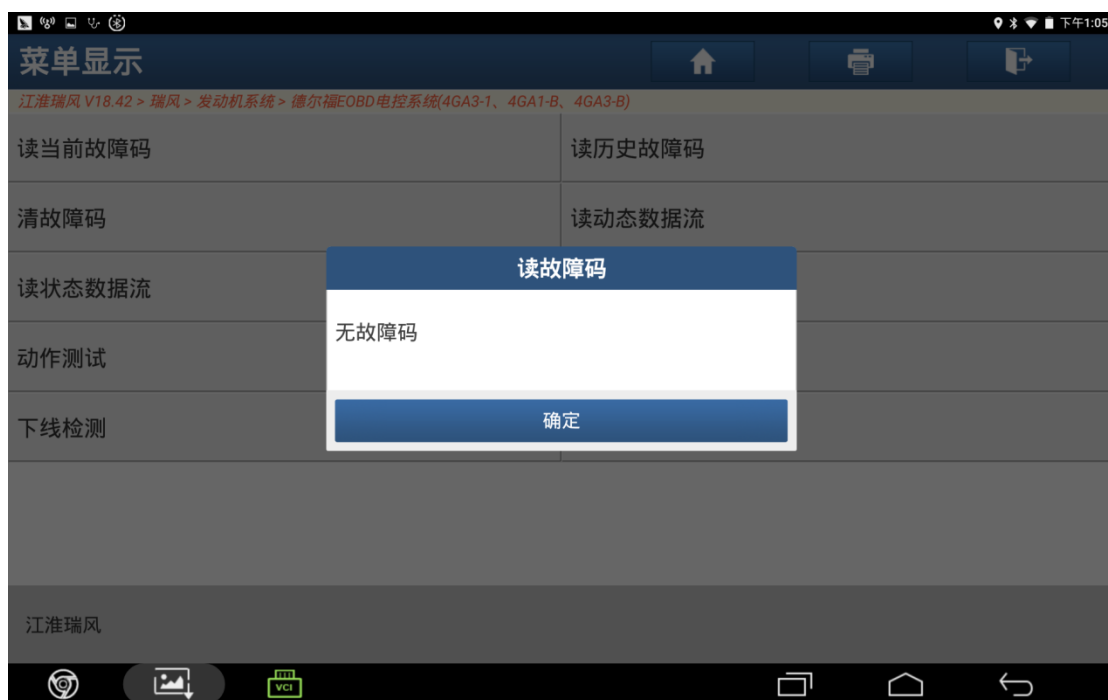 下午1:05
菜单显示
江淮瑞风 V18.42 > 瑞风 > 发动机系统 > 德尔福EOBD电控系统(4GA3-1、4GA1-B、4GA3-B)
读当前故障码
读历史故障码
清故障码
读动态数据流
读状态数据流
动作测试
下线检测
读故障码
无故障码
确定
江淮瑞风
VCI